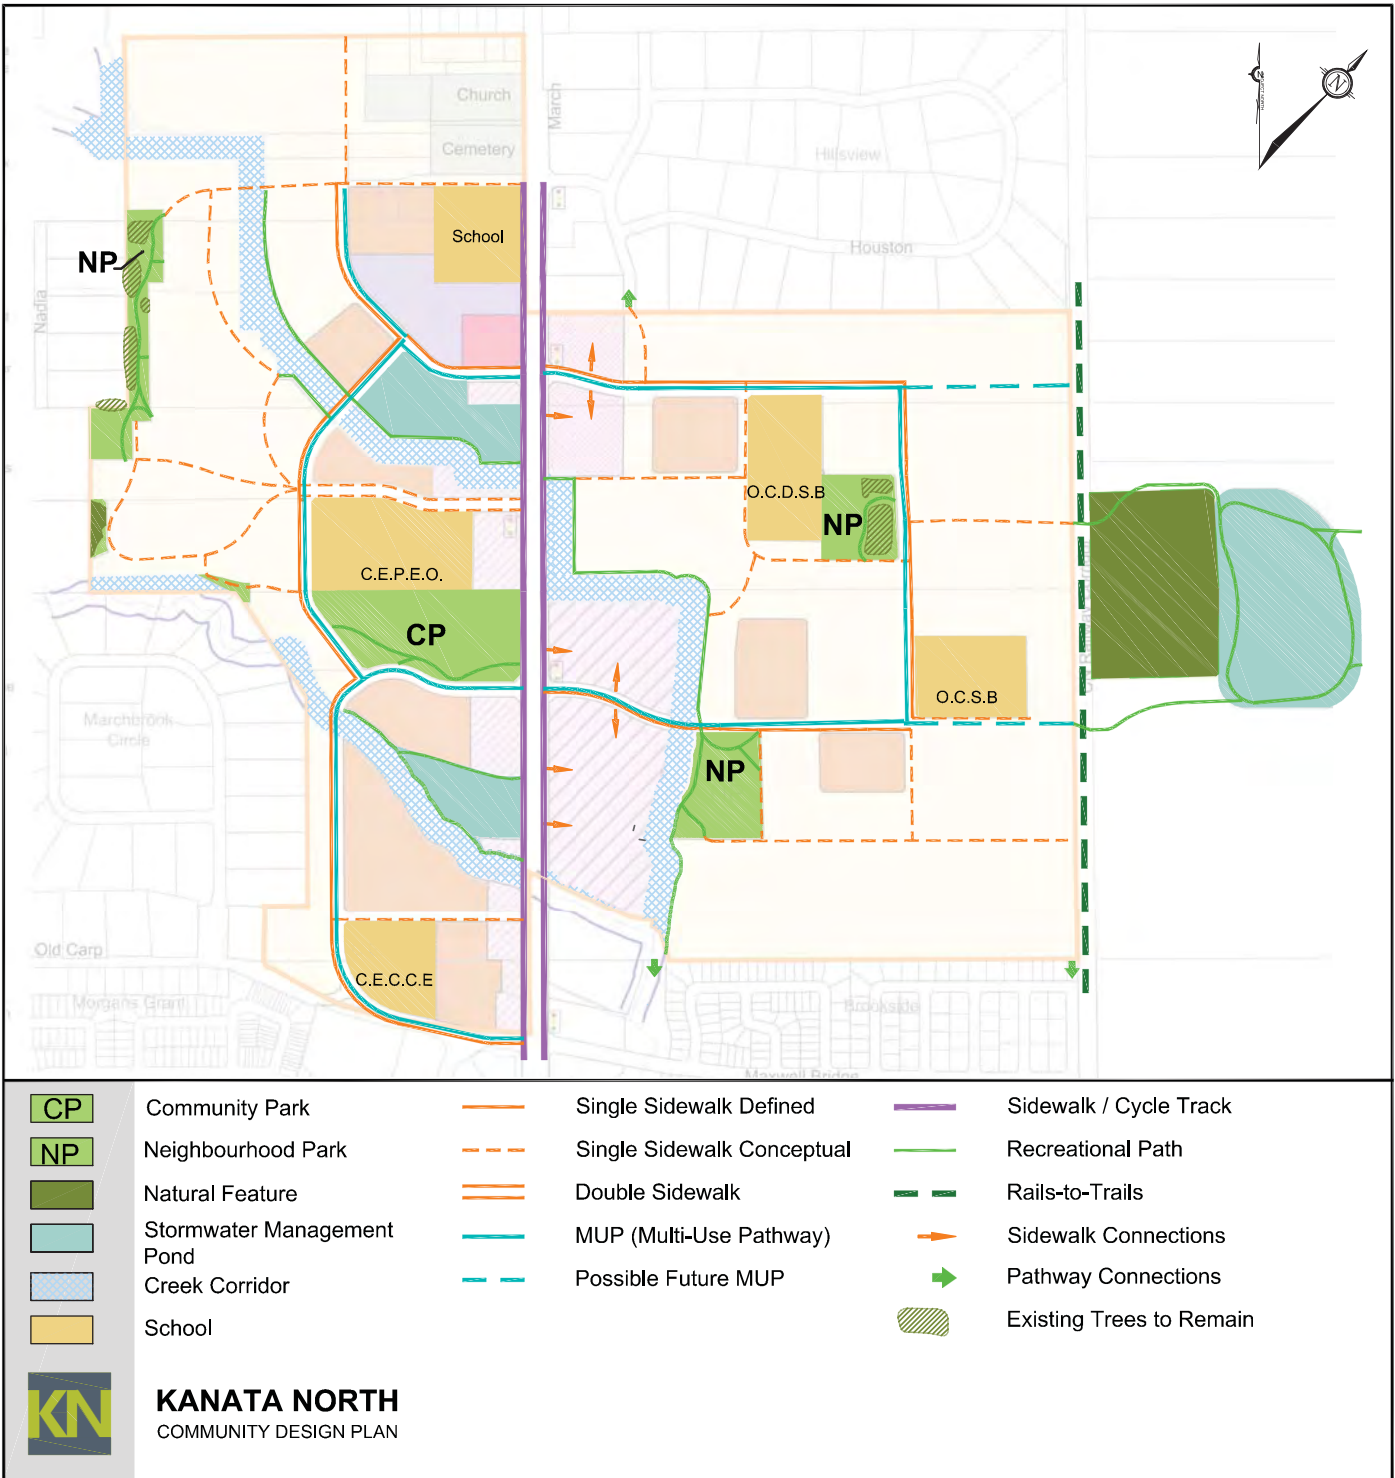 Church
March
Cemetery
Hillsview
School
Houston
NP
Nadia
O.C.D.S.B
NP
C.E.P.E.O.
CP
O.C.S.B
Marchbrook
Circle
NP
Old Carp
C.E.C.C.E
Morgans Grant
Brookside
Maxwell Bridge
CP
Community Park
NP
Neighbourhood Park
Natural Feature
Stormwater Management
Pond
Creek Corridor
School
Single Sidewalk Defined
Single Sidewalk Conceptual
Double Sidewalk
MUP (Multi-Use Pathway)
Possible Future MUP
Sidewalk / Cycle Track
Recreational Path
Rails-to-Trails
Sidewalk Connections
Pathway Connections
Existing Trees to Remain
KN
KANATA NORTH
COMMUNITY DESIGN PLAN